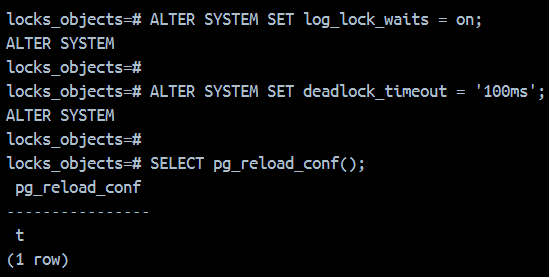 locks_objects=# ALTER SYSTEM SET log_lock_waits = on;
ALTER SYSTEM
locks_objects=#
locks_objects=# ALTER SYSTEM SET deadlock_timeout = '100ms';
ALTER SYSTEM
locks_objects=#
locks_objects=# SELECT pg_reload_conf();
 pg_reload_conf
----------------
 t
(1 row)